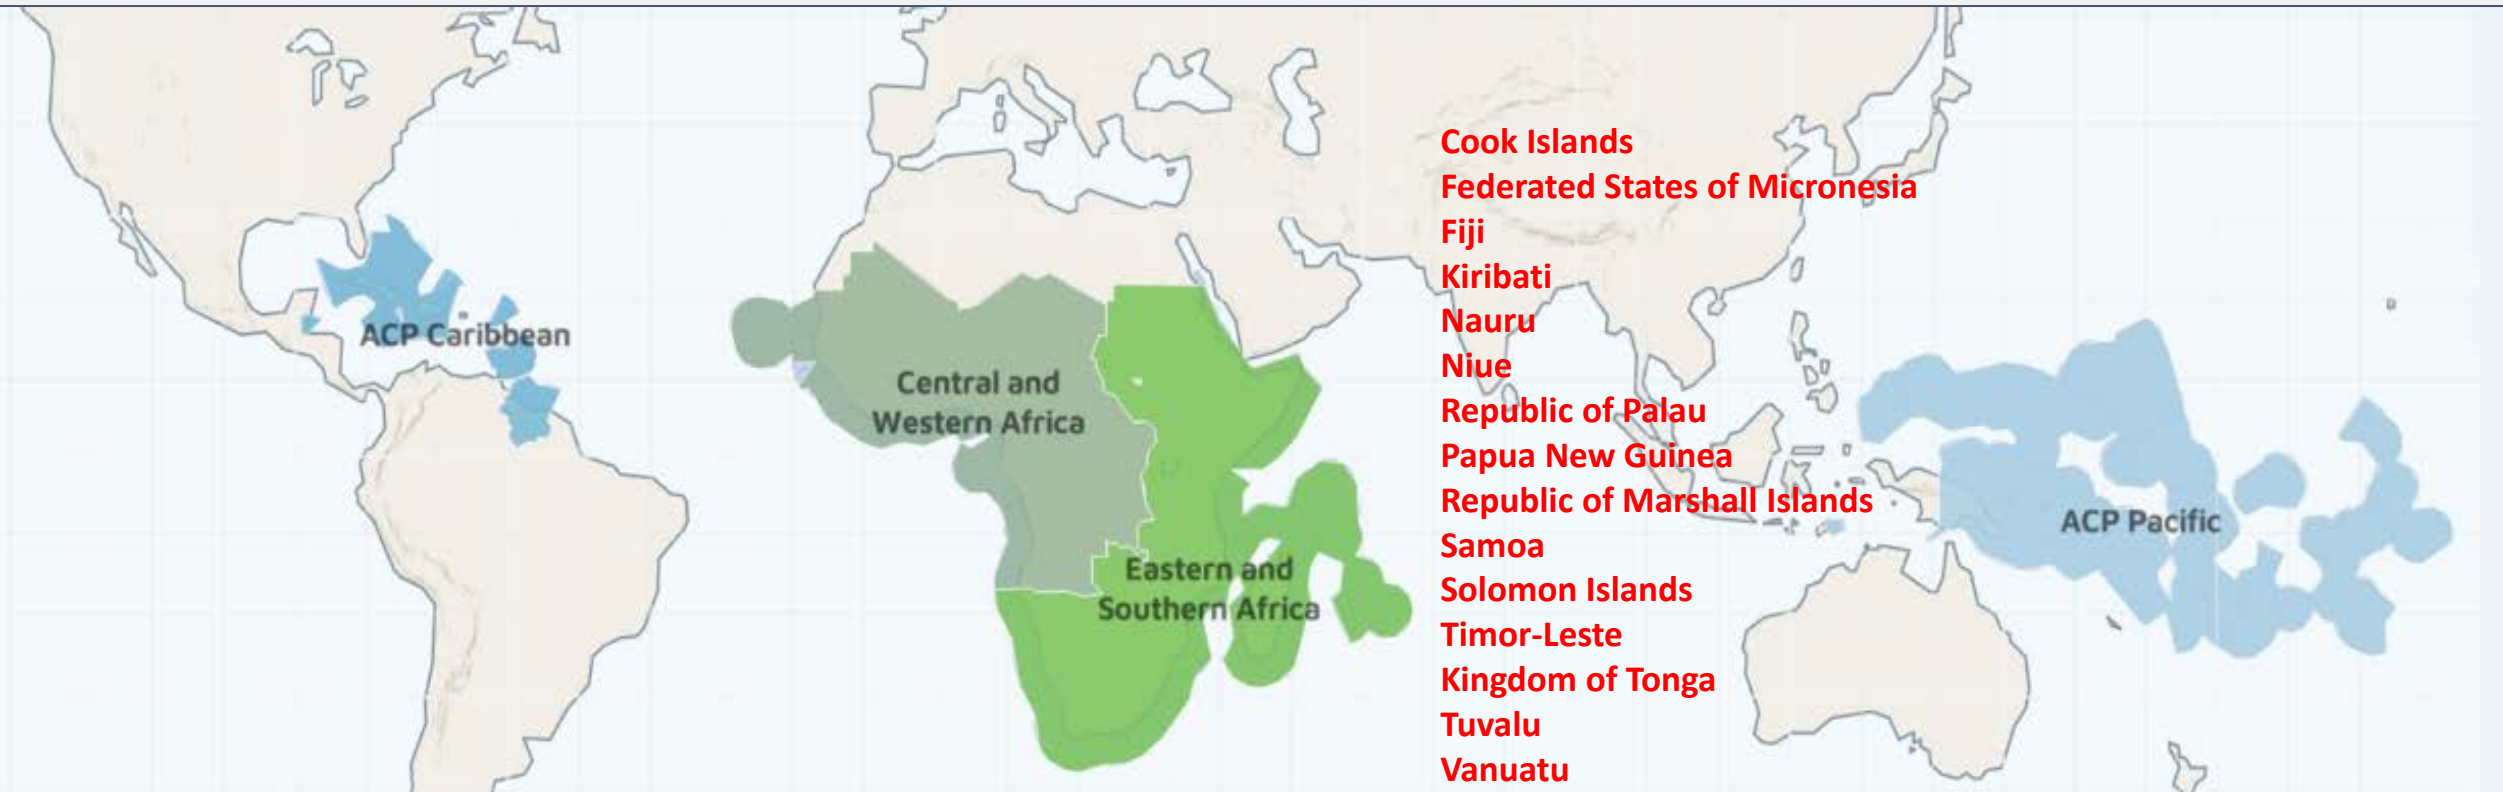 ACP Caribbean
Central and
Western Africa
Eastern and
Southern Africa
Cook Islands
Federated States of Micronesia
Fiji
Kiribati
Nauru
Niue
Republic of Palau
Papua New Guinea
Republic of Marshall Islands
Samoa
Solomon Islands
Timor-Leste
Kingdom of Tonga
Tuvalu
Vanuatu
ACP Pacific